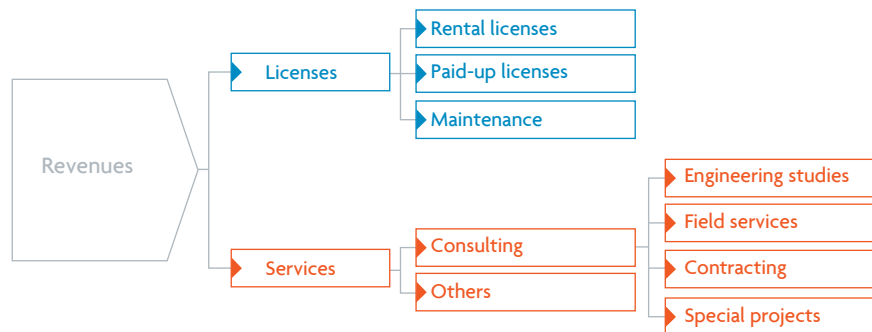 Revenues
Licenses
Rental licenses
Paid-up licenses
Maintenance
Services
Consulting
Others
Engineering studies
Field services
Contracting
Special projects